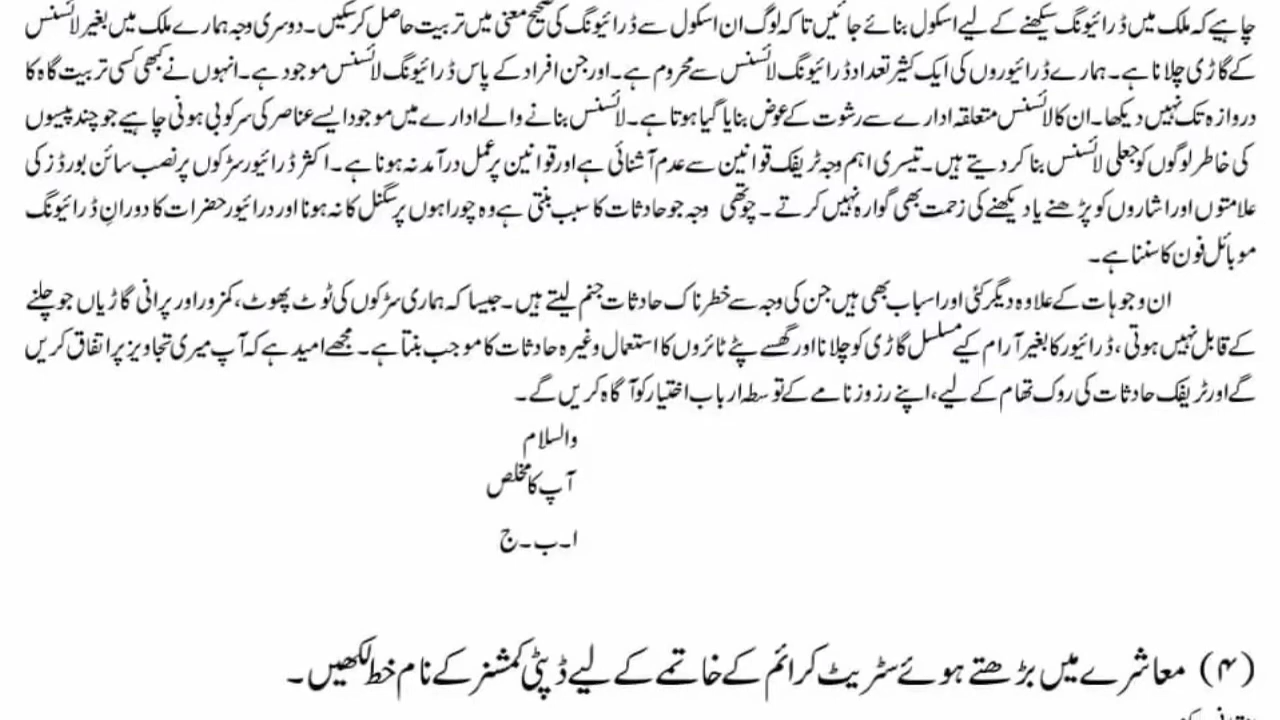 چاہیے کہ ملک میں ڈرائیونگ سیکھنے کے لیے اسکول بنائے جائیں تاکہ لوگ ان اسکول سے ڈرائیونگ کی صحیح معنی میں تربیت حاصل کرسکیں۔ دوسری وجہ ہمارے ملک میں بغیر لائسنس
کے گاڑی چلانا ہے۔ ہمارے ڈرائیوروں کی ایک کثیر تعداد ڈرائیونگ لائسنس سے محروم ہے۔ اور جن افراد کے پاس ڈرائیونگ لائسنس موجود ہے۔ انہوں نے کبھی کسی تربیت گاہ کا
دروازہ تک نہیں دیکھا۔ ان کا لائسنس متعلقہ ادارے سے رشوت کے عوض بنایا گیا ہوتا ہے۔ لائسنس بنانے والے ادارے میں موجود ایسے عناصر کی سرکوبی ہونی چاہیے جو چند پیسوں
کی خاطر لوگوں کو جعلی لائسنس بنا کر دیتے ہیں۔ تیسری اہم وجہ ٹریفک قوانین سے عدم آشنائی ہے اور قوانین پر عمل درآمد نہ ہونا ہے۔ اکثر ڈرائیور سڑکوں پر نصب سائن بورڈز کی
علامتوں اور اشاروں کو پڑھنے یا دیکھنے کی زحمت بھی گوارہ نہیں کرتے۔ چوتھی وجہ جو حادثات کا سبب بنتی ہے وہ چوراہوں پر سگنل کا نہ ہونا اور درائیور حضرات کا دورانِ ڈرائیونگ
موبائل فون کا سننا ہے۔
ان وجوہات کے علاوہ دیگر کئی اور اسباب بھی ہیں جن کی وجہ سے خطرناک حادثات جنم لیتے ہیں۔ جیسا کہ ہماری سڑکوں کی ٹوٹ پھوٹ، کمزور اور پرانی گاڑیاں جو چلنے
کے قابل نہیں ہوتی، ڈرائیور کا بغیر آرام کیے مسلسل گاڑی کو چلانا اور گھسے پٹے ٹائروں کا استعمال وغیرہ حادثات کا موجب بنتا ہے۔ مجھے امید ہے کہ آپ میری تجاویز پر اتفاق کریں
گے اور ٹریفک حادثات کی روک تھام کے لیے، اپنے رزوز نامے کے توسط ارباب اختیار کو آگاہ کریں گے۔
والسلام
آپ کا مخلص
ا۔ب۔ج
(۴) معاشرے میں بڑھتے ہوئے سٹریٹ کرائم کے خاتمے کے لیے ڈپٹی کمشنر کے نام خط لکھیں۔